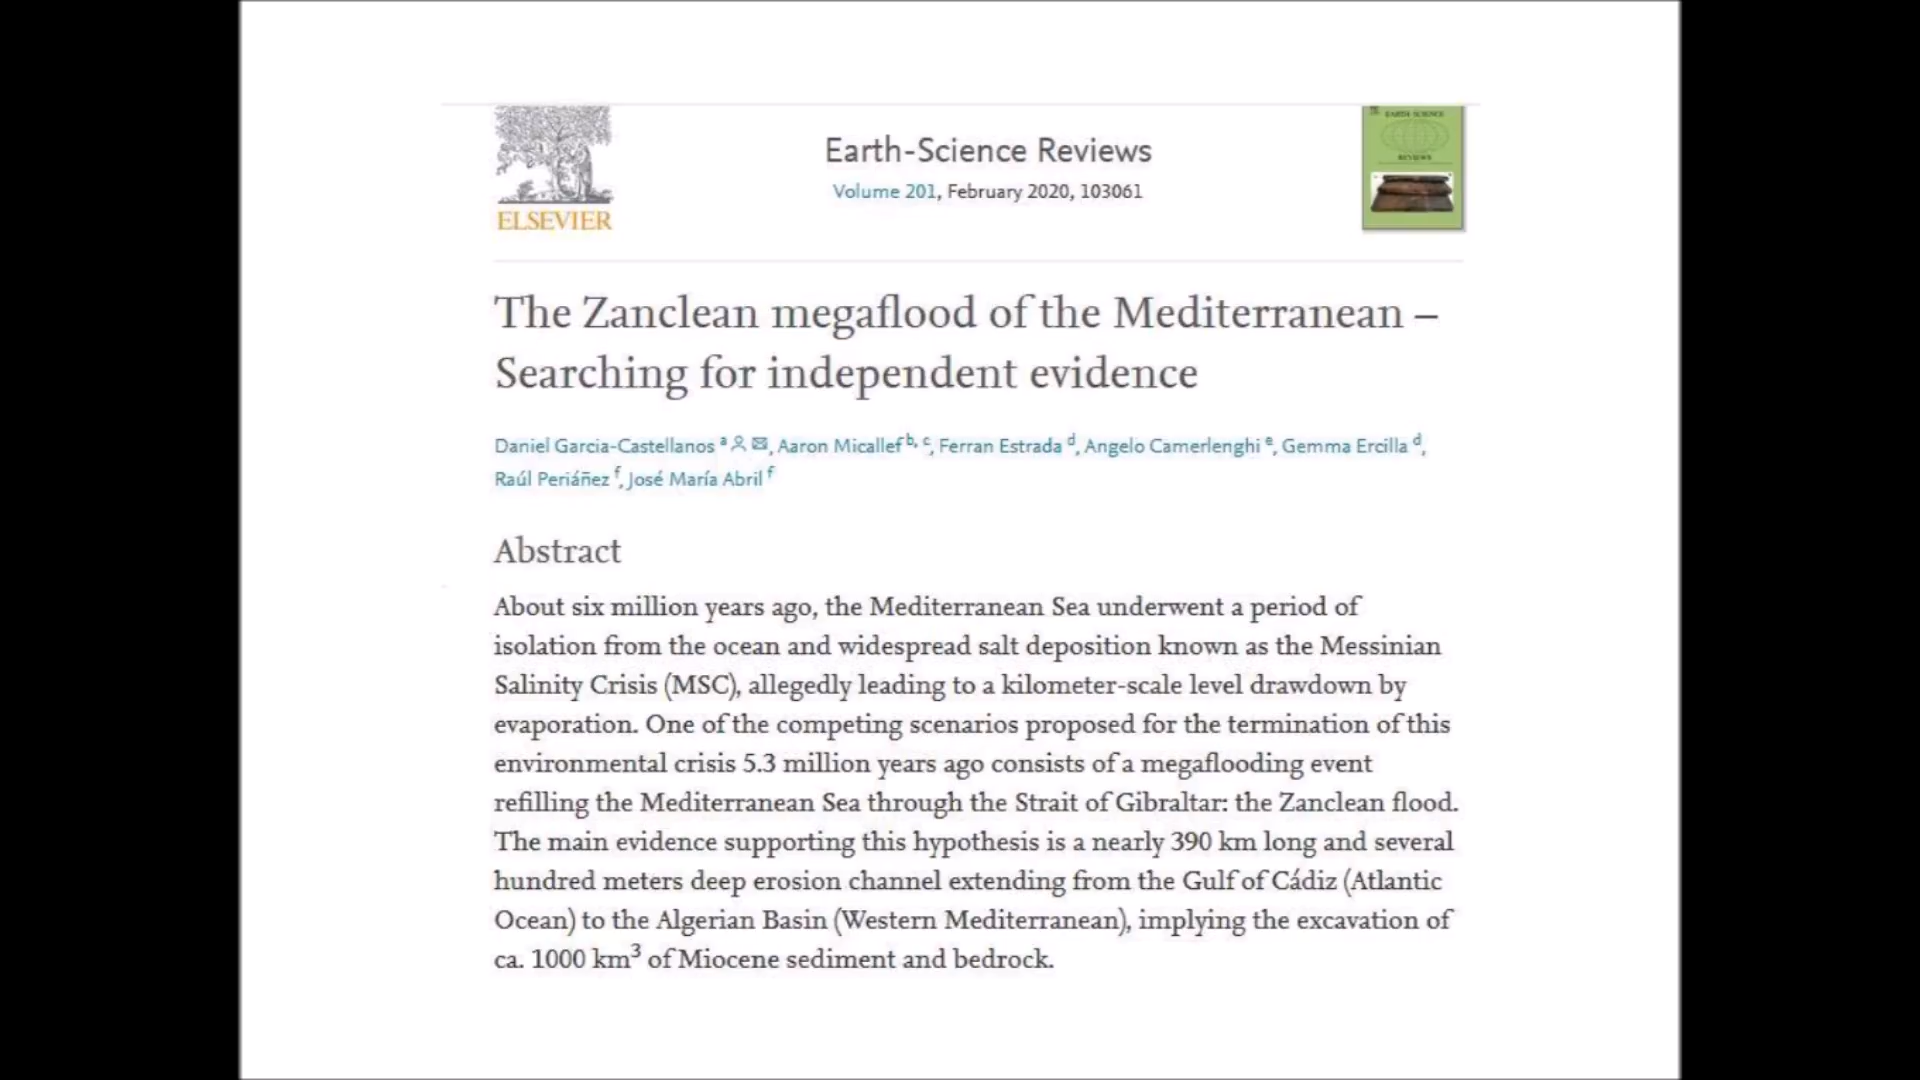 ELSEVIER
Earth-Science Reviews
Volume 201, February 2020, 103061
EARTH-SCIENCE
REVIEWS
The Zanclean megaflood of the Mediterranean –
Searching for independent evidence
Daniel Garcia-Castellanos a, Aaron Micallef b, c, Ferran Estrada d, Angelo Camerlenghi e, Gemma Ercilla d,
Raúl Periáñez f, José María Abril f
Abstract
About six million years ago, the Mediterranean Sea underwent a period of
isolation from the ocean and widespread salt deposition known as the Messinian
Salinity Crisis (MSC), allegedly leading to a kilometer-scale level drawdown by
evaporation. One of the competing scenarios proposed for the termination of this
environmental crisis 5.3 million years ago consists of a megaflooding event
refilling the Mediterranean Sea through the Strait of Gibraltar: the Zanclean flood.
The main evidence supporting this hypothesis is a nearly 390 km long and several
hundred meters deep erosion channel extending from the Gulf of Cádiz (Atlantic
Ocean) to the Algerian Basin (Western Mediterranean), implying the excavation of
ca. 1000 km³ of Miocene sediment and bedrock.